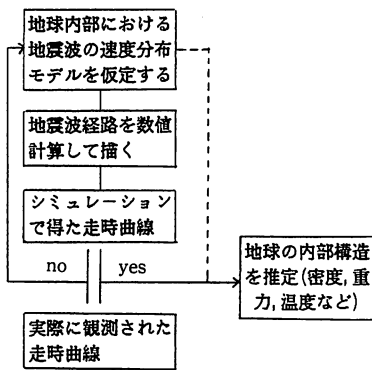 地球内部における
地震波の速度分布
モデルを仮定する
地震波経路を数値
計算して描く
シミュレーション
で得た走時曲線
no yes
地球の内部構造
を推定(密度, 重
力, 温度など)
実際に観測された
走時曲線